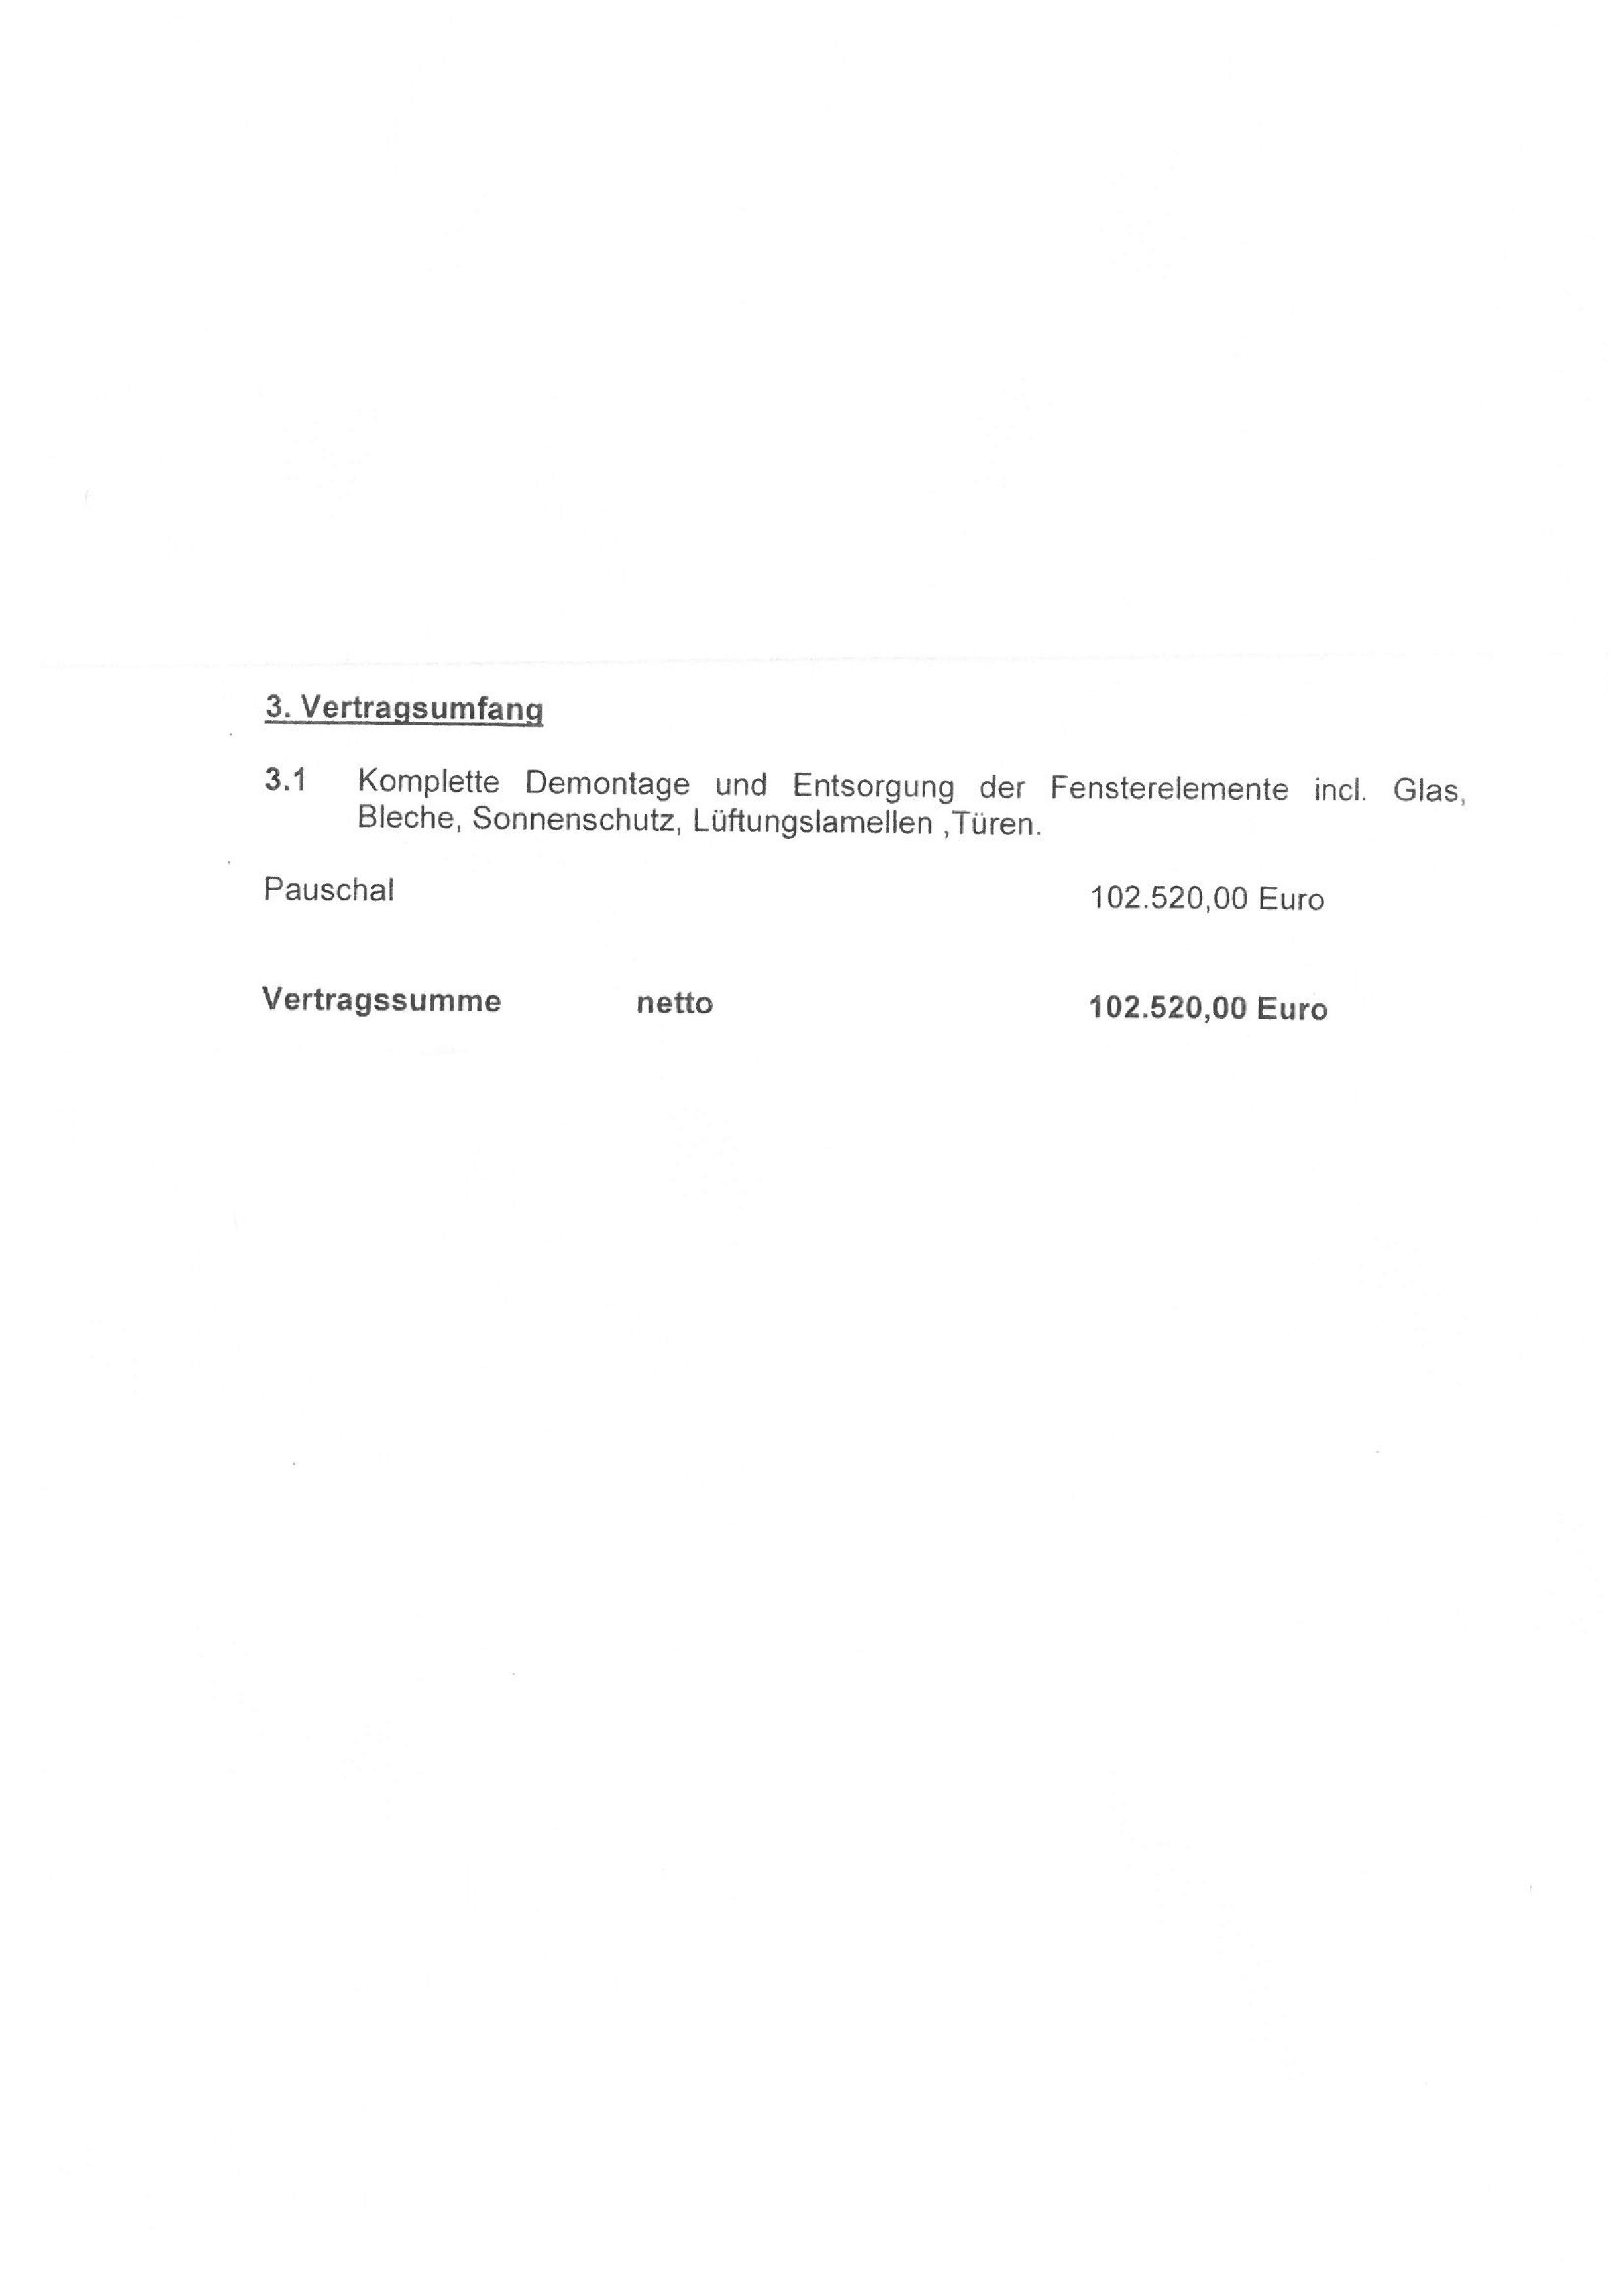 3. Vertragsumfang
3.1 Komplette Demontage und Entsorgung der Fensterelemente incl. Glas,
Bleche, Sonnenschutz, Lüftungslamellen ,Türen.
Pauschal 102.520,00 Euro
Vertragssumme netto 102.520,00 Euro